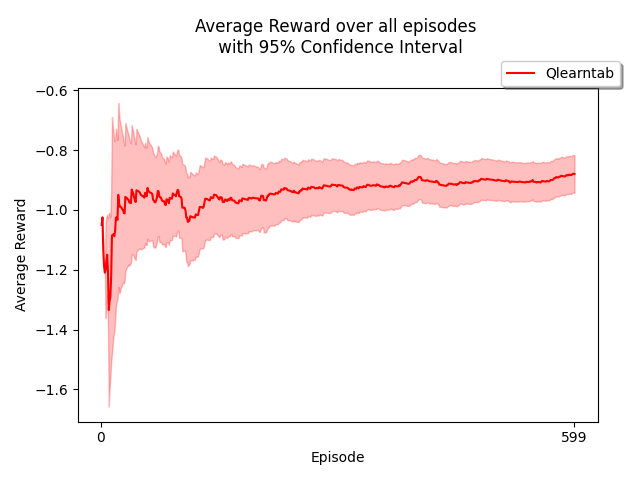 Average Reward over all episodes
with 95% Confidence Interval
Qlearntab
−0.6
−0.8
−1.0
−1.2
−1.4
−1.6
Average Reward
0
599
Episode